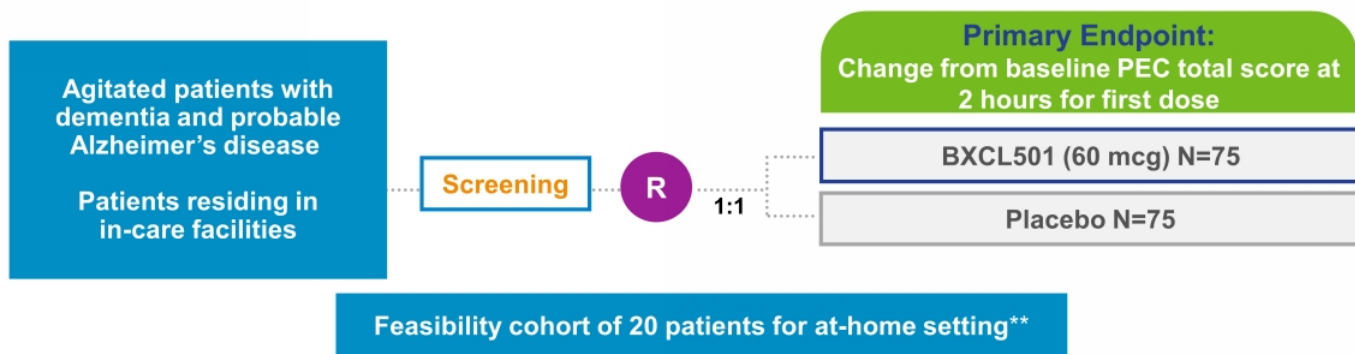 Agitated patients with
dementia and probable
Alzheimer's disease
Patients residing in
in-care facilities
Screening
R
1:1
Primary Endpoint:
Change from baseline PEC total score at
2 hours for first dose
BXCL501 (60 mcg) N=75
Placebo N=75
Feasibility cohort of 20 patients for at-home setting**